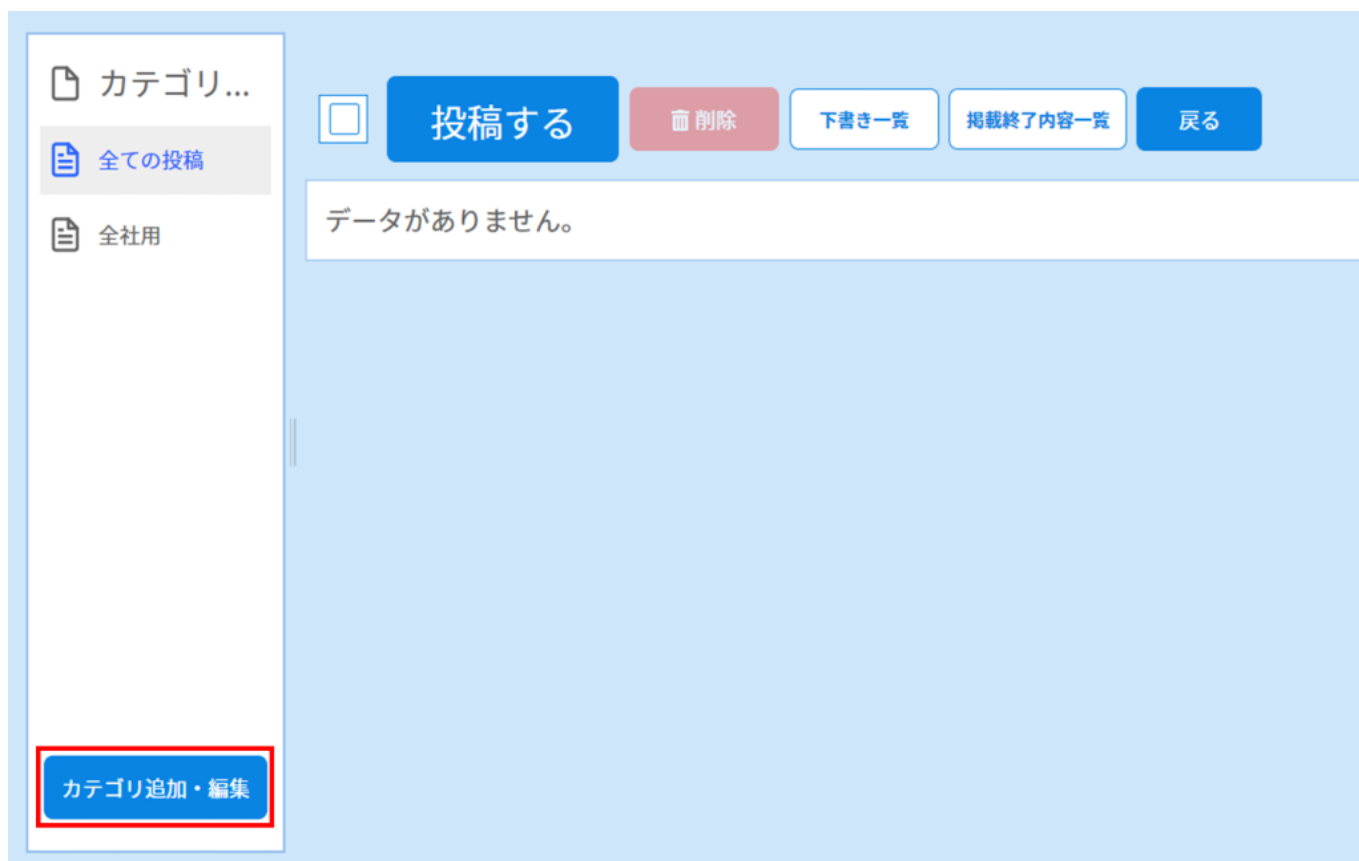 カテゴリ...
全ての投稿
全社用
カテゴリ追加・編集
投稿する
削除
下書き一覧
掲載終了内容一覧
戻る
データがありません。